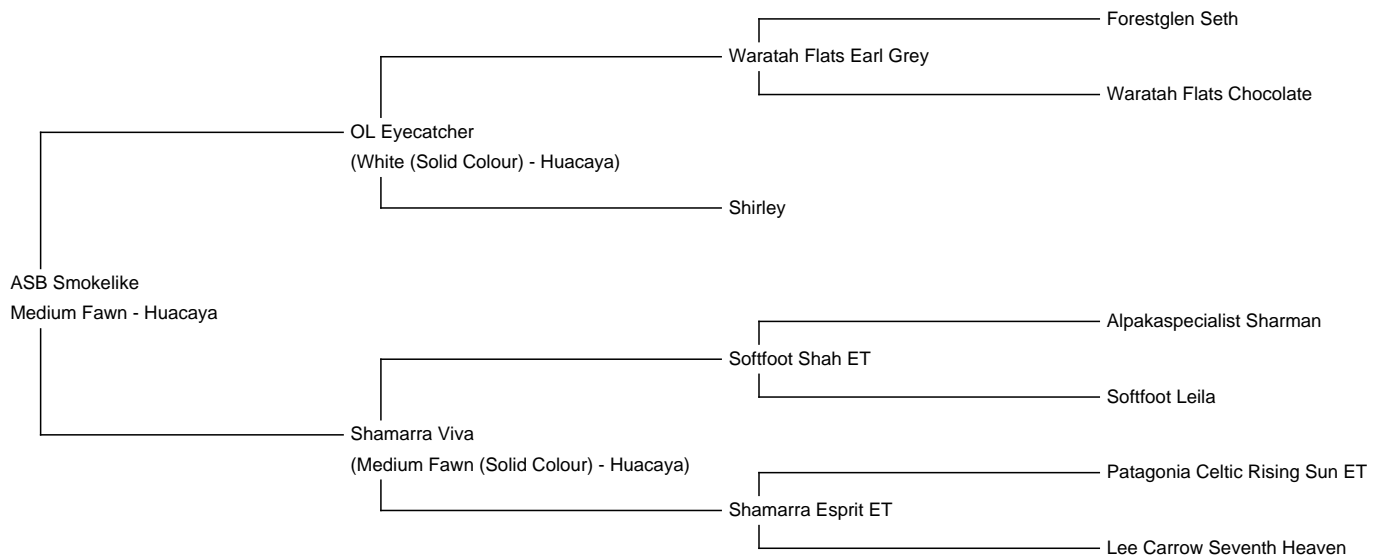 Forestglen Seth
Waratah Flats Earl Grey
Waratah Flats Chocolate
OL Eyecatcher
(White (Solid Colour) - Huacaya)
Shirley
ASB Smokelike
Medium Fawn - Huacaya
Alpakaspecialist Sharman
Softfoot Shah ET
Softfoot Leila
Shamarra Viva
(Medium Fawn (Solid Colour) - Huacaya)
Patagonia Celtic Rising Sun ET
Shamarra Esprit ET
Lee Carrow Seventh Heaven